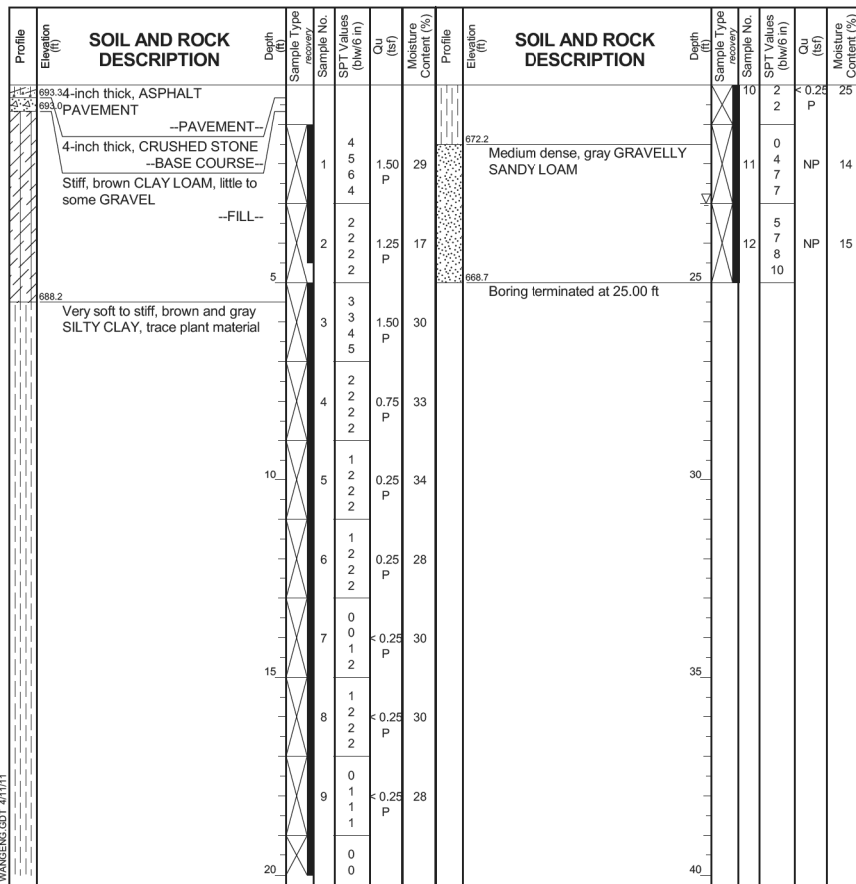 Profile
Elevation (ft)
SOIL AND ROCK
DESCRIPTION
Depth (ft)
Sample Type
recovery
Sample No.
SPT Values (blw/6 in)
Qu (tsf)
Moisture Content (%)
693.3 4-inch thick, ASPHALT
693.0 PAVEMENT
--PAVEMENT--
4-inch thick, CRUSHED STONE
--BASE COURSE--
Stiff, brown CLAY LOAM, little to
some GRAVEL
--FILL--
1 4 5 6 4 1.50 P 29
2 2 2 2 2 1.25 P 17
5
688.2
Very soft to stiff, brown and gray
SILTY CLAY, trace plant material
3 3 3 4 5 1.50 P 30
4 2 2 2 2 0.75 P 33
10
5 1 2 2 2 0.25 P 34
6 1 2 2 2 0.25 P 28
7 0 0 1 2 < 0.25 P 30
15
8 1 2 2 2 < 0.25 P 30
9 0 1 1 1 < 0.25 P 28
0
20 0
WANGENG.GDT 4/11/11
Profile
Elevation (ft)
SOIL AND ROCK
DESCRIPTION
Depth (ft)
Sample Type
recovery
Sample No.
SPT Values (blw/6 in)
Qu (tsf)
Moisture Content (%)
10 2 2 < 0.25 P 25
672.2
Medium dense, gray GRAVELLY
SANDY LOAM
11 0 4 7 7 NP 14
12 5 7 8 10 NP 15
668.7 25
Boring terminated at 25.00 ft
30
35
40